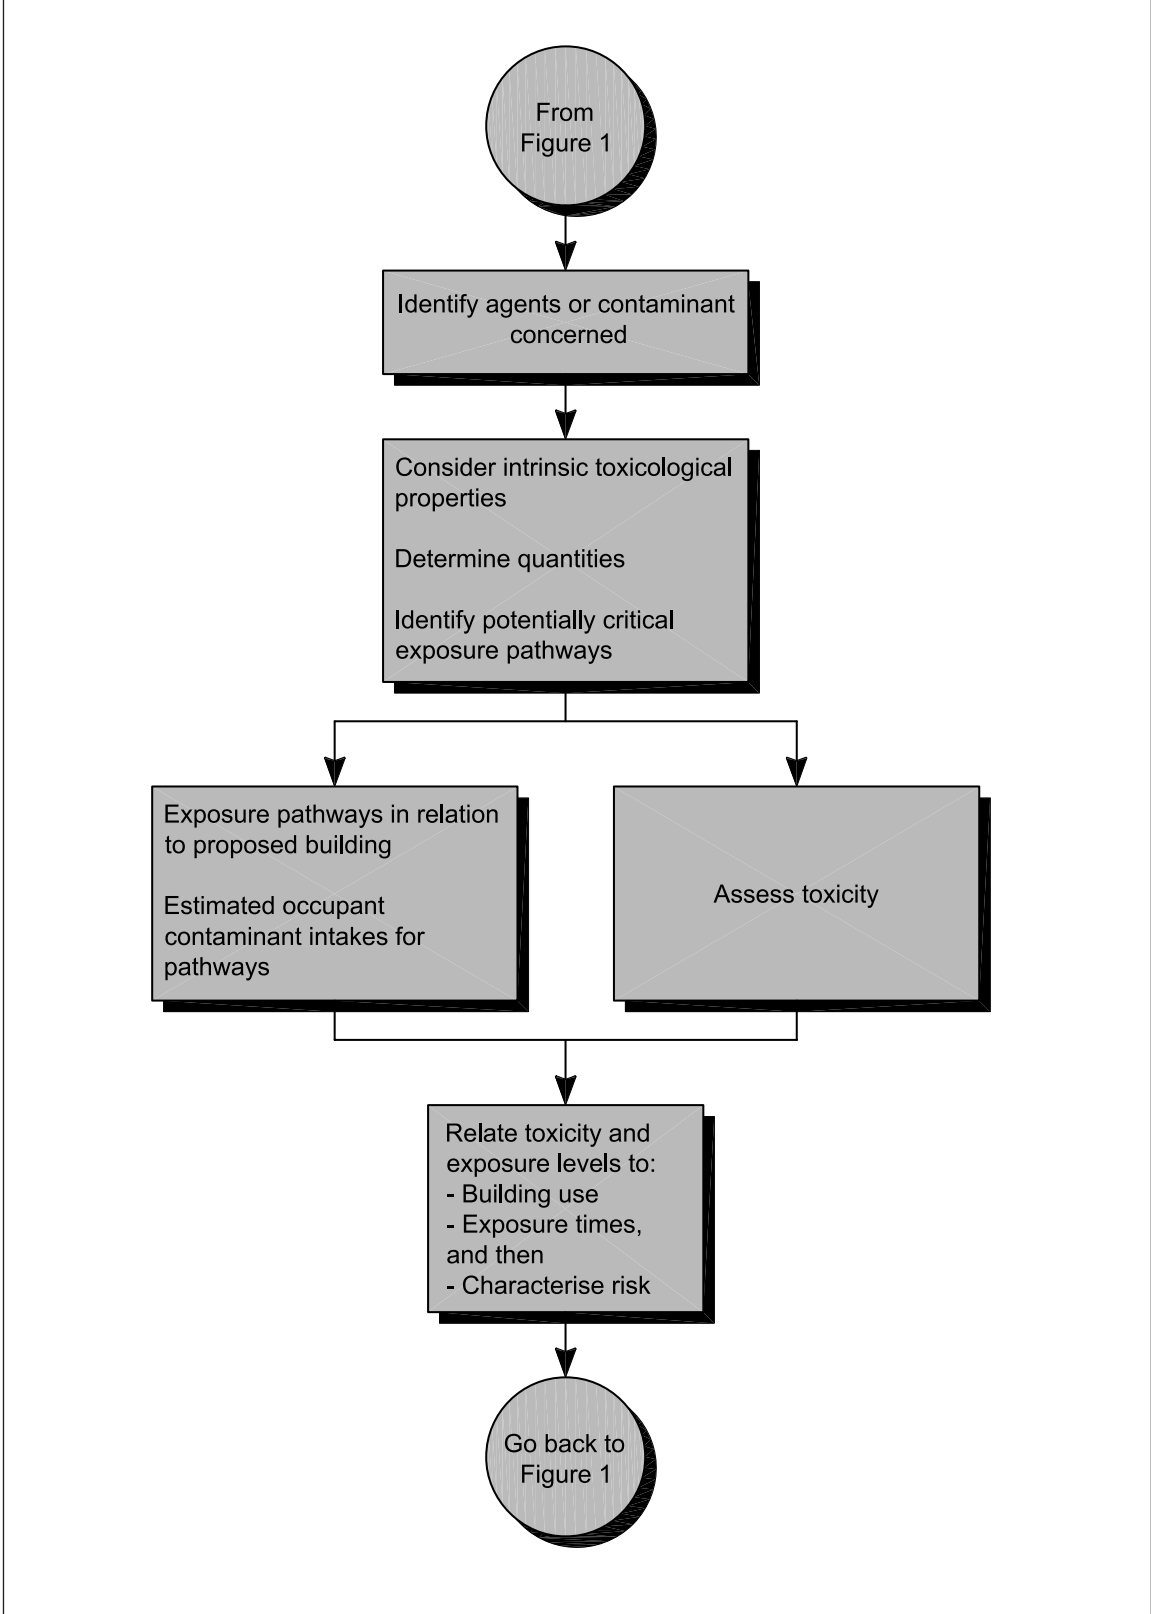 From
Figure 1
Identify agents or contaminant
concerned
Consider intrinsic toxicological
properties
Determine quantities
Identify potentially critical
exposure pathways
Exposure pathways in relation
to proposed building
Estimated occupant
contaminant intakes for
pathways
Assess toxicity
Relate toxicity and
exposure levels to:
- Building use
- Exposure times,
and then
- Characterise risk
Go back to
Figure 1